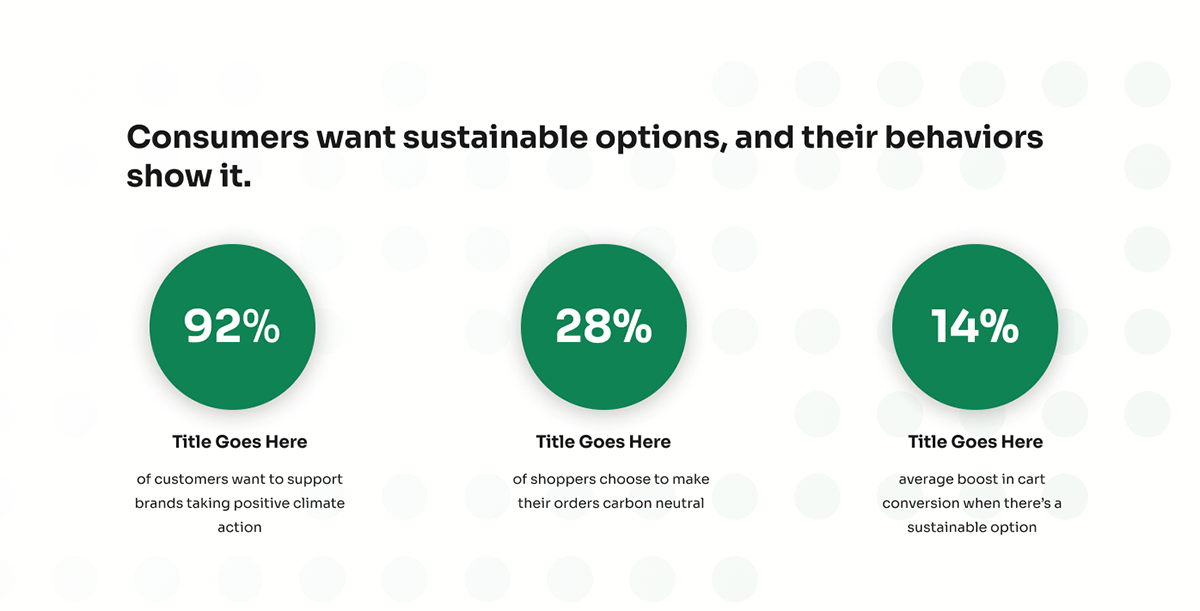 Consumers want sustainable options, and their behaviors
show it.
92%
28%
14%
Title Goes Here
Title Goes Here
Title Goes Here
of customers want to support
brands taking positive climate
action
of shoppers choose to make
their orders carbon neutral
average boost in cart
conversion when there's a
sustainable option